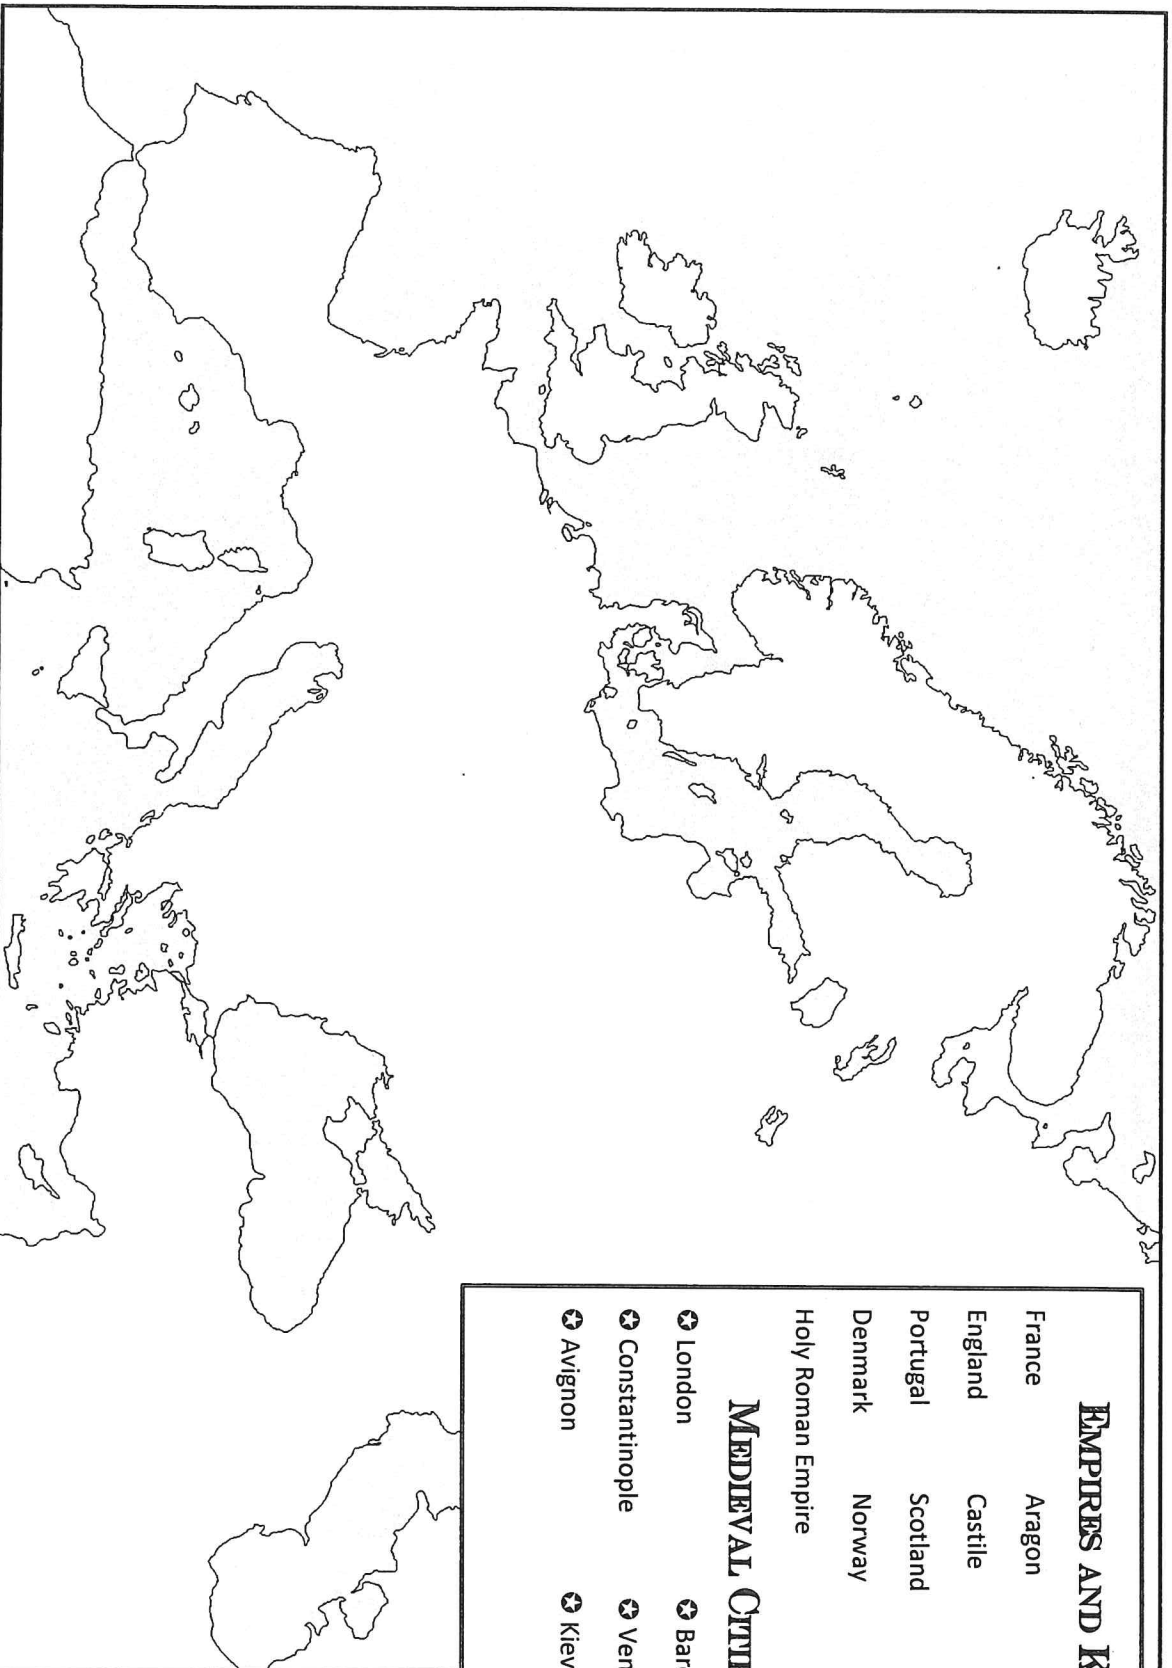 EMPIRES AND K
France Aragon
England Castile
Portugal Scotland
Denmark Norway
Holy Roman Empire
MEDIEVAL CITI
London Bar
Constantinople Ven
Avignon Kiev